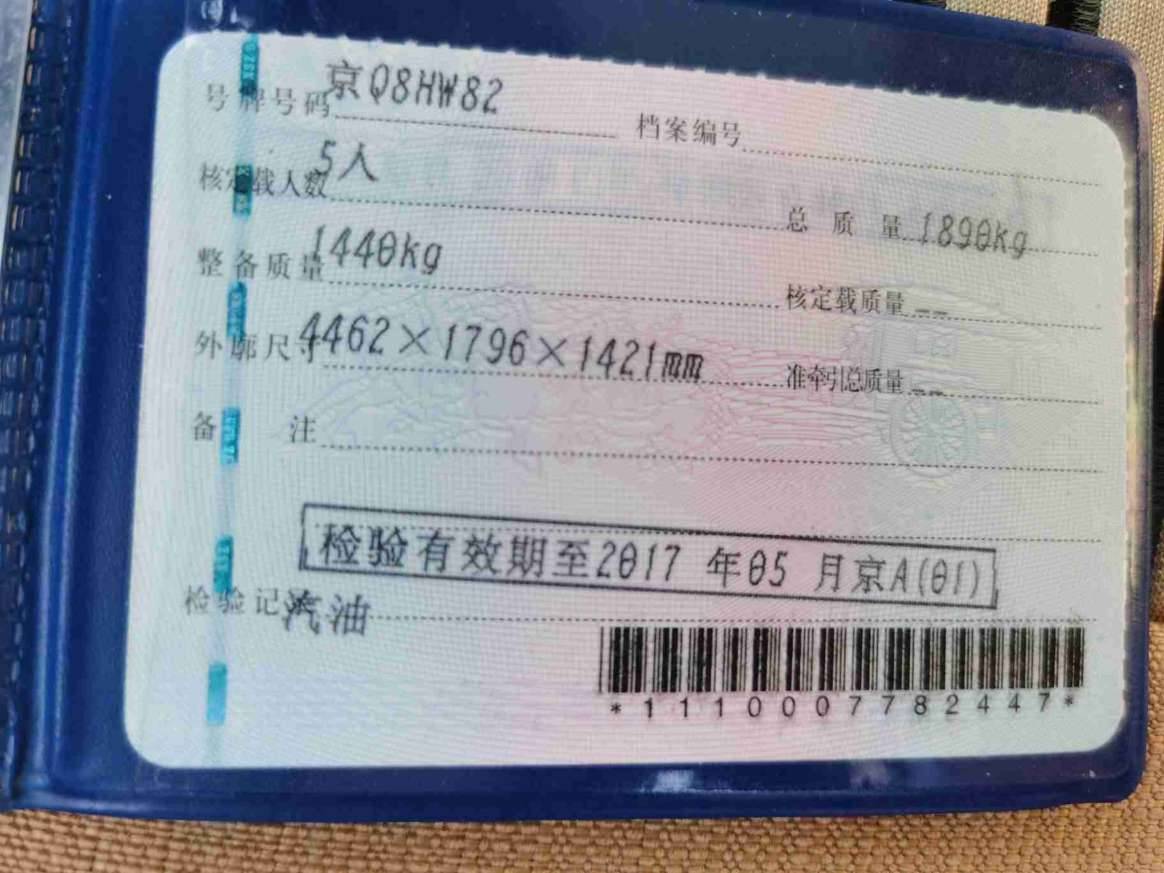 号牌号码 京Q8HW82 档案编号
核定载人数 5人 总质量 1890kg
整备质量 1440kg 核定载质量 --
外廓尺寸 4462×1796×1421mm 准牵引总质量 --
备注
检验有效期至2017年05月京A(01)
检验记录 汽油
*1110007782447*